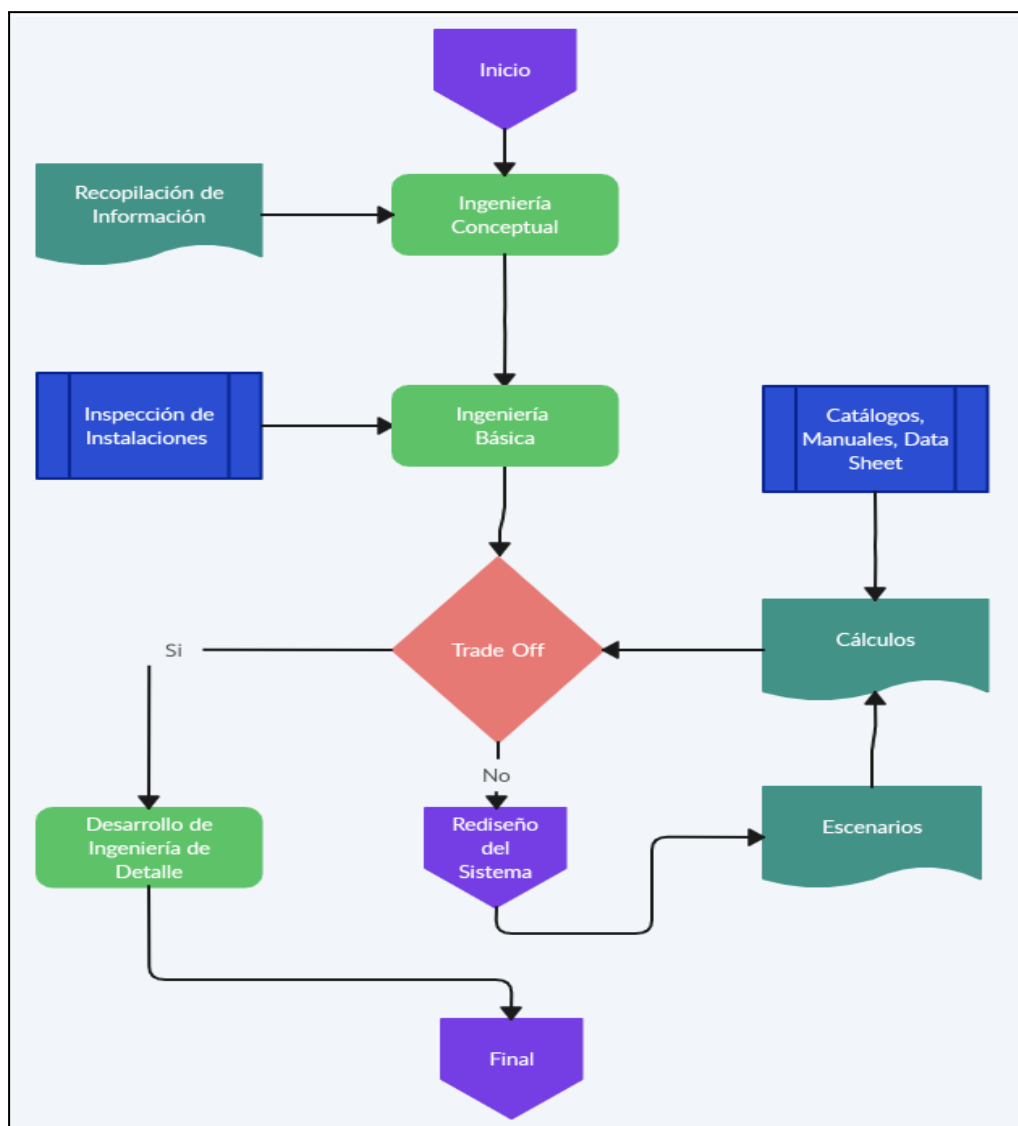 Inicio
Recopilación de
Información
Ingeniería
Conceptual
Inspección de
Instalaciones
Ingeniería
Básica
Catálogos,
Manuales, Data
Sheet
Si
Trade Off
Cálculos
No
Desarrollo de
Ingeniería de
Detalle
Rediseño
del
Sistema
Escenarios
Final